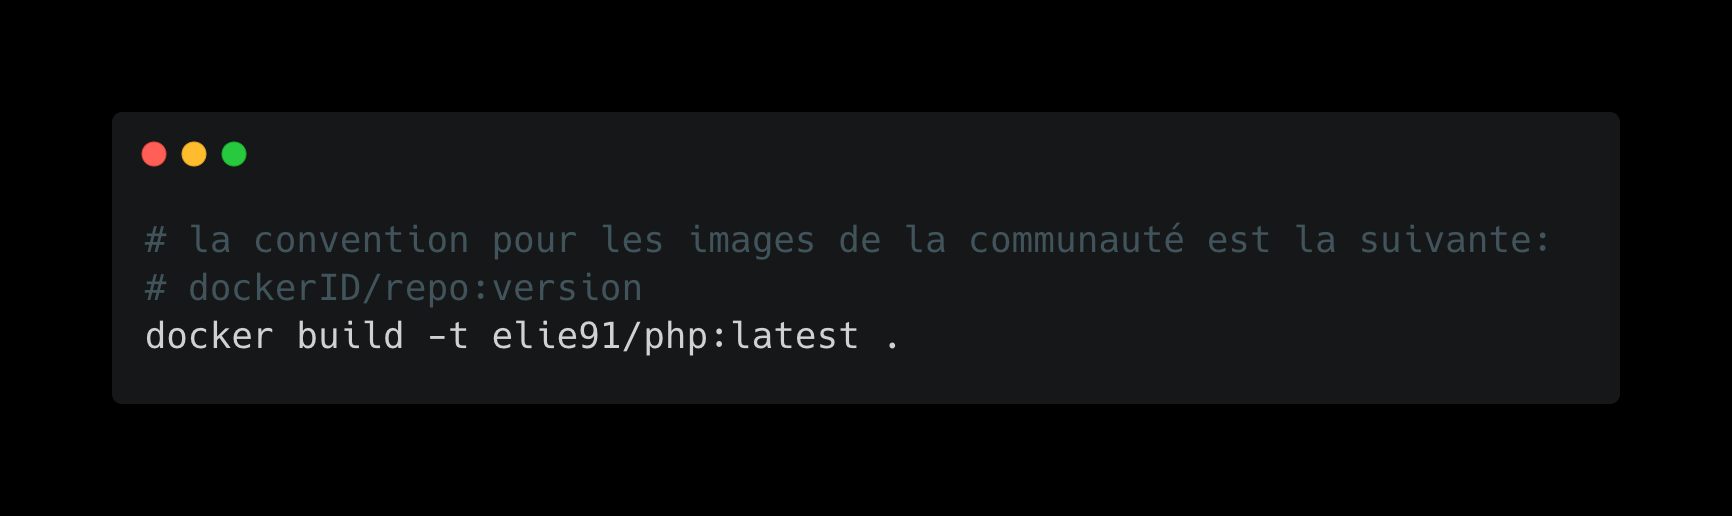 # la convention pour les images de la communauté est la suivante:
# dockerID/repo:version
docker build -t elie91/php:latest .